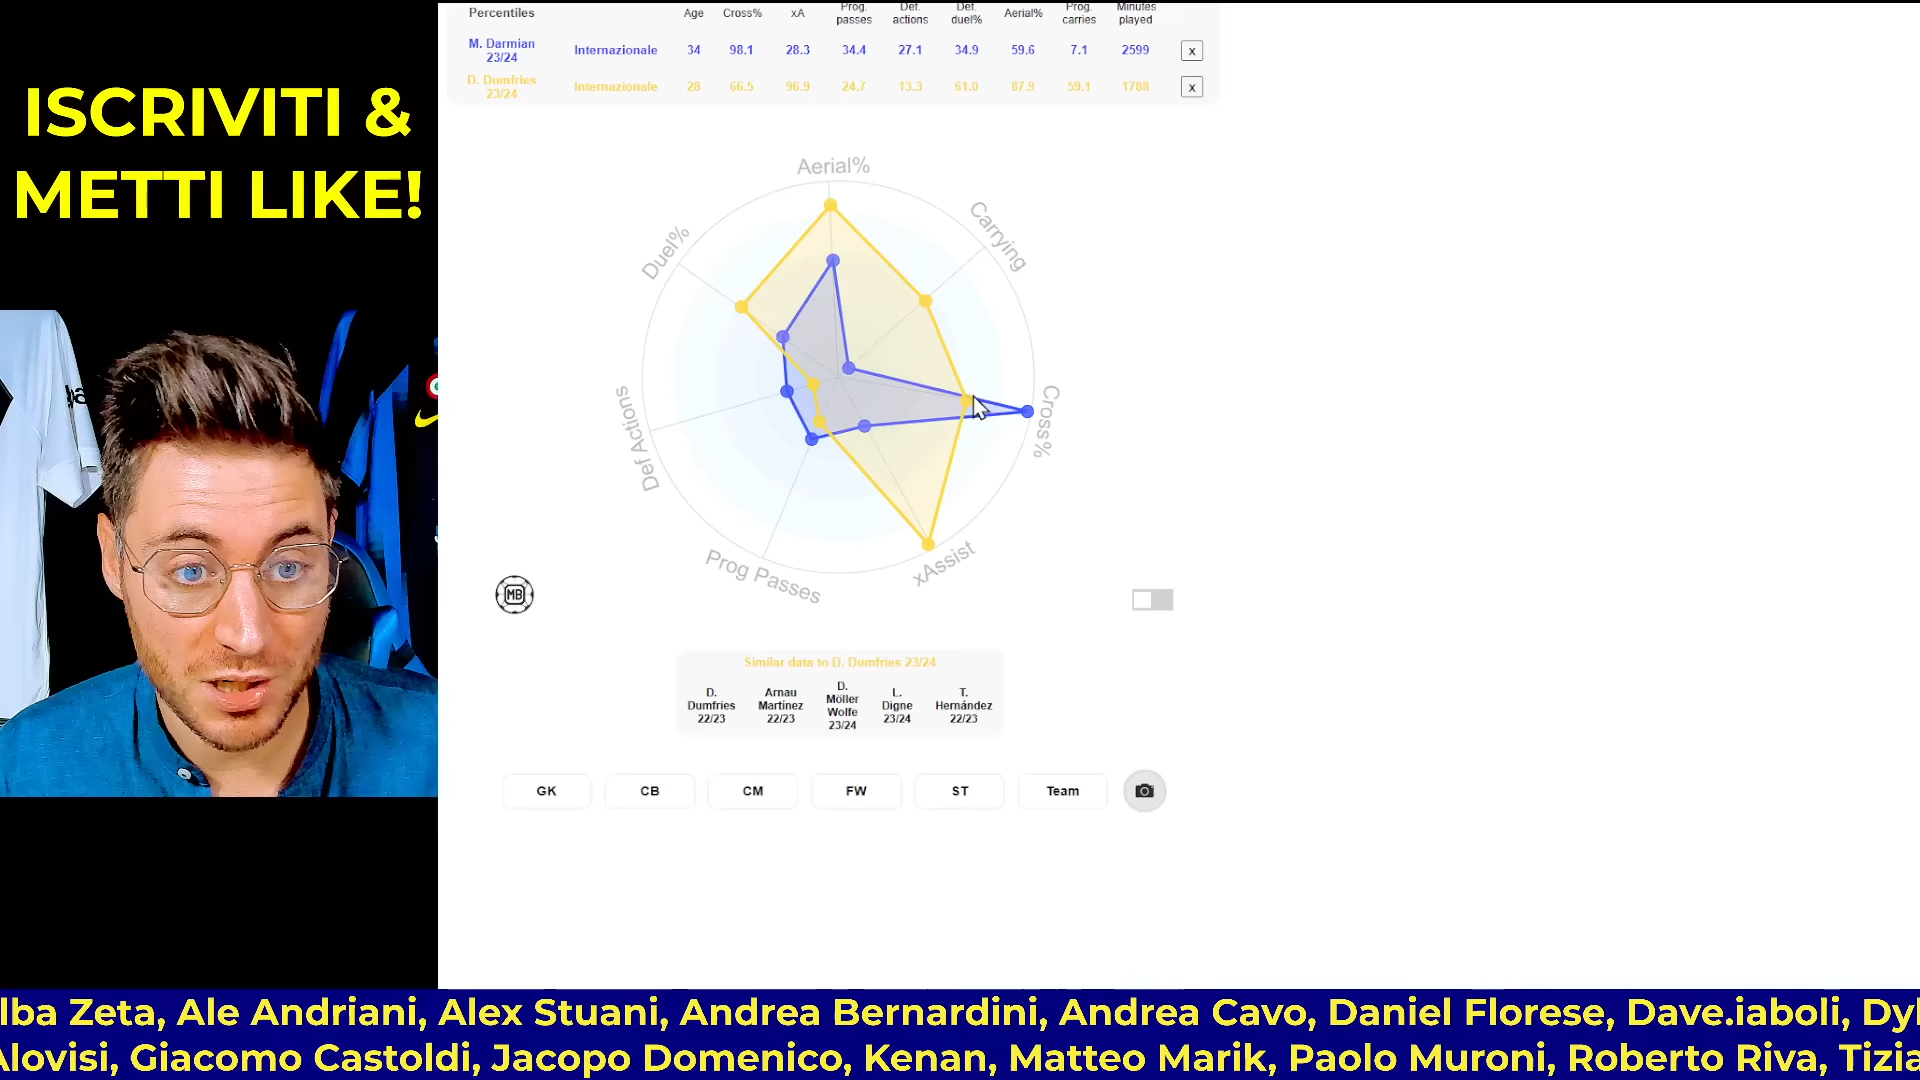 ISCRIVITI &
METTI LIKE!
Percentiles Age Cross% xA Prog. passes Def. actions Def. duel% Aerial% Prog. carries Minutes played
M. Darmian 23/24 Internazionale 34 98.1 28.3 34.4 27.1 34.9 59.6 7.1 2599 x
D. Dumfries 23/24 Internazionale 28 66.5 96.9 24.7 13.3 61.0 87.9 59.1 1788 x
Aerial%
Carrying
Cross%
xAssist
Prog Passes
Def Actions
Duel%
MB
Similar data to D. Dumfries 23/24
D. Dumfries 22/23
Arnau Martínez 22/23
D. Möller Wolfe 23/24
L. Digne 23/24
T. Hernández 22/23
GK CB CM FW ST Team
lba Zeta, Ale Andriani, Alex Stuani, Andrea Bernardini, Andrea Cavo, Daniel Florese, Dave.iaboli, Dyl
Alovisi, Giacomo Castoldi, Jacopo Domenico, Kenan, Matteo Marik, Paolo Muroni, Roberto Riva, Tizia